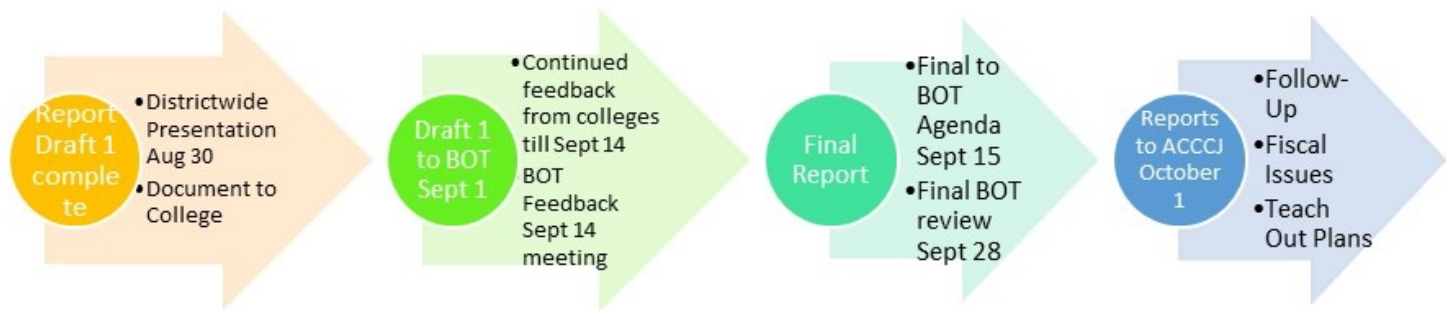 Report
Draft 1
comple
te
•Districtwide
Presentation
Aug 30
•Document to
College
Draft 1
to BOT
Sept 1
•Continued
feedback
from colleges
till Sept 14
•BOT
Feedback
Sept 14
meeting
Final
Report
•Final to
BOT
Agenda
Sept 15
•Final BOT
review
Sept 28
Reports
to ACCCJ
October
1
•Follow-
Up
•Fiscal
Issues
•Teach
Out Plans